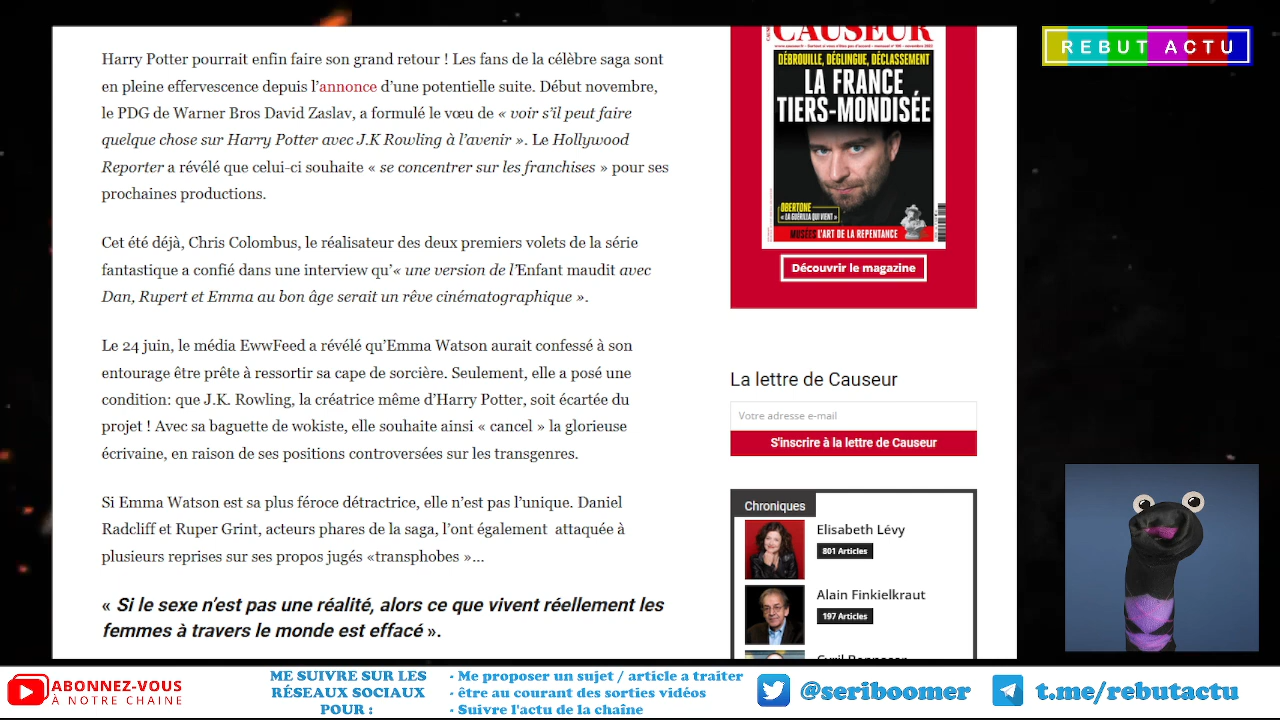 Harry Potter pourrait enfin faire son grand retour ! Les fans de la célèbre saga sont
en pleine effervescence depuis l'annonce d'une potentielle suite. Début novembre,
le PDG de Warner Bros David Zaslav, a formulé le vœu de « voir s'il peut faire
quelque chose sur Harry Potter avec J.K Rowling à l'avenir ». Le Hollywood
Reporter a révélé que celui-ci souhaite « se concentrer sur les franchises » pour ses
prochaines productions.
Cet été déjà, Chris Colombus, le réalisateur des deux premiers volets de la série
fantastique a confié dans une interview qu'« une version de l'Enfant maudit avec
Dan, Rupert et Emma au bon âge serait un rêve cinématographique ».
Le 24 juin, le média EwwFeed a révélé qu'Emma Watson aurait confessé à son
entourage être prête à ressortir sa cape de sorcière. Seulement, elle a posé une
condition: que J.K. Rowling, la créatrice même d'Harry Potter, soit écartée du
projet ! Avec sa baguette de wokiste, elle souhaite ainsi « cancel » la glorieuse
écrivaine, en raison de ses positions controversées sur les transgenres.
Si Emma Watson est sa plus féroce détractrice, elle n'est pas l'unique. Daniel
Radcliff et Ruper Grint, acteurs phares de la saga, l'ont également attaquée à
plusieurs reprises sur ses propos jugés «transphobes »...
« Si le sexe n'est pas une réalité, alors ce que vivent réellement les
femmes à travers le monde est effacé ».
CAUSEUR
DÉBROUILLE, DÉGLINGUE, DÉCLASSEMENT
LA FRANCE
TIERS-MONDISÉE
OBERTONE
« LA GUÉRILLA QUI VIENT »
MUSÉES L'ART DE LA REPENTANCE
Découvrir le magazine
La lettre de Causeur
Votre adresse e-mail
S'inscrire à la lettre de Causeur
Chroniques
Elisabeth Lévy
801 Articles
Alain Finkielkraut
197 Articles
REBUT ACTU
ABONNEZ-VOUS
À NOTRE CHAINE
ME SUIVRE SUR LES
RÉSEAUX SOCIAUX
POUR :
- Me proposer un sujet / article a traiter
- être au courant des sorties vidéos
- Suivre l'actu de la chaîne
@seriboomer
t.me/rebutactu